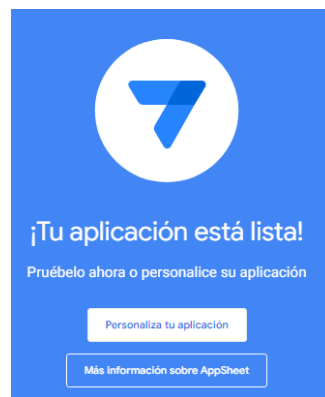 ¡Tu aplicación está lista!
Pruébelo ahora o personalice su aplicación
Personaliza tu aplicación
Más información sobre AppSheet